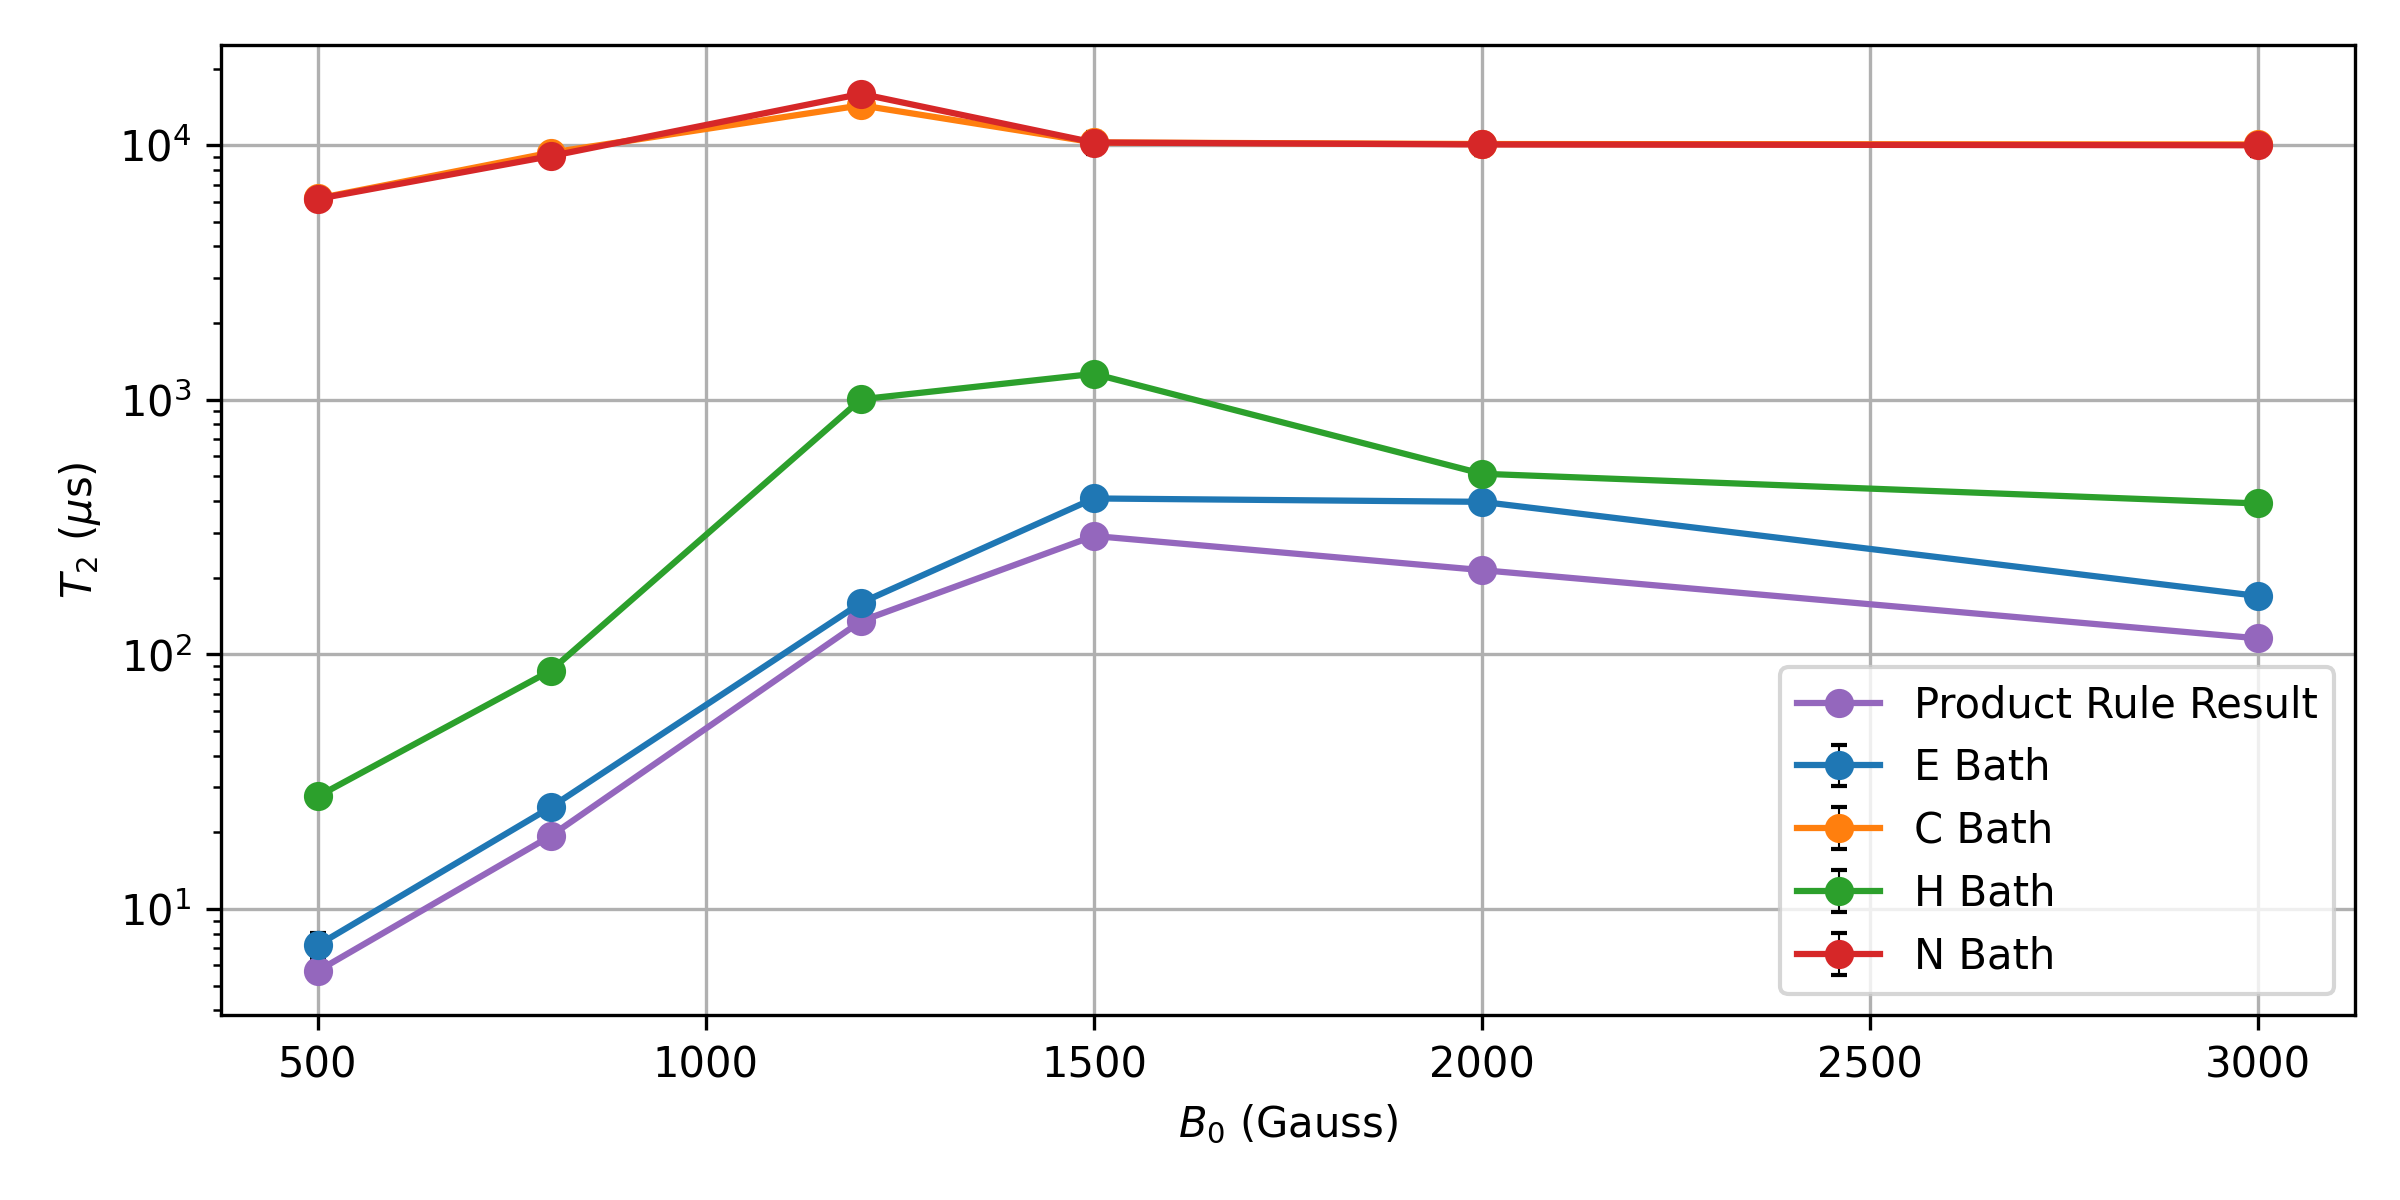 10⁴
10³
10²
10¹
T₂ (μs)
500 1000 1500 2000 2500 3000
B₀ (Gauss)
Product Rule Result
E Bath
C Bath
H Bath
N Bath